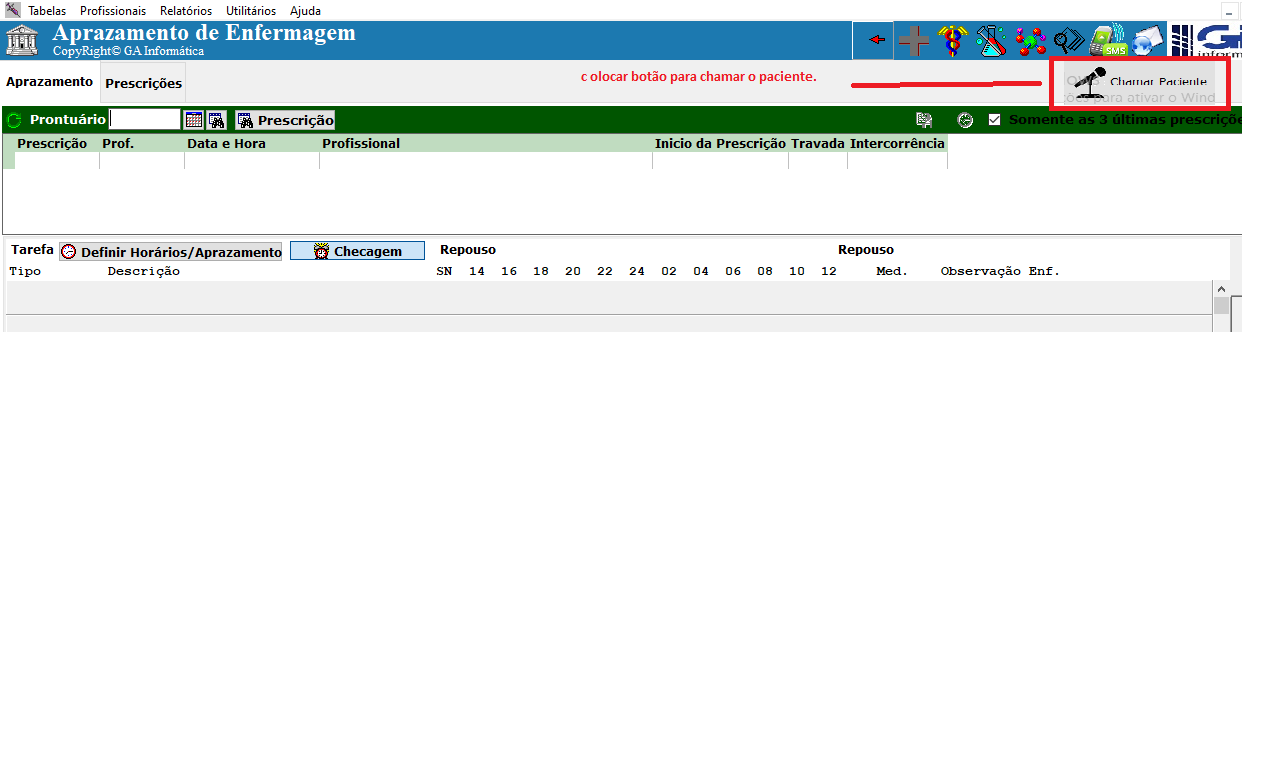 Tabelas Profissionais Relatórios Utilitários Ajuda
Aprazamento de Enfermagem
CopyRight© GA Informática
SMS
Aprazamento Prescrições
c olocar botão para chamar o paciente.
Chamar Paciente
ões para ativar o Wind
Prontuário Prescrição Somente as 3 últimas prescriçõe
Prescrição Prof. Data e Hora Profissional Inicio da Prescrição Travada Intercorrência
Tarefa Definir Horários/Aprazamento Checagem Repouso Repouso
Tipo Descrição SN 14 16 18 20 22 24 02 04 06 08 10 12 Med. Observação Enf.